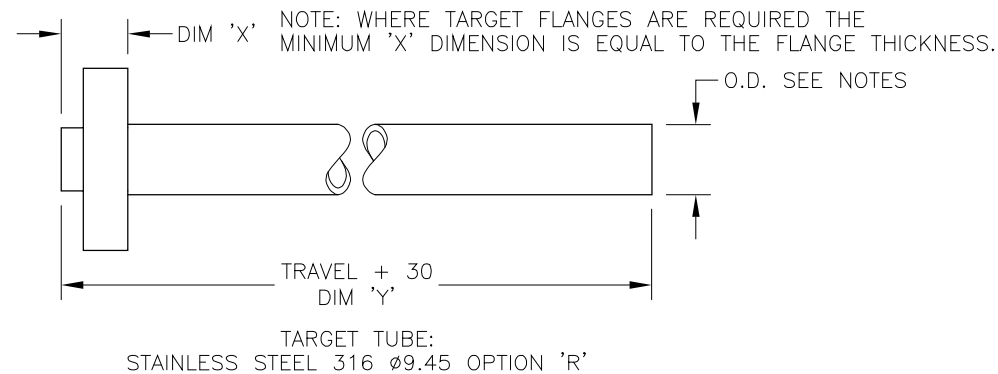 DIM 'X'
NOTE: WHERE TARGET FLANGES ARE REQUIRED THE
MINIMUM 'X' DIMENSION IS EQUAL TO THE FLANGE THICKNESS.
O.D. SEE NOTES
TRAVEL + 30
DIM 'Y'
TARGET TUBE:
STAINLESS STEEL 316 ⌀9.45 OPTION 'R'